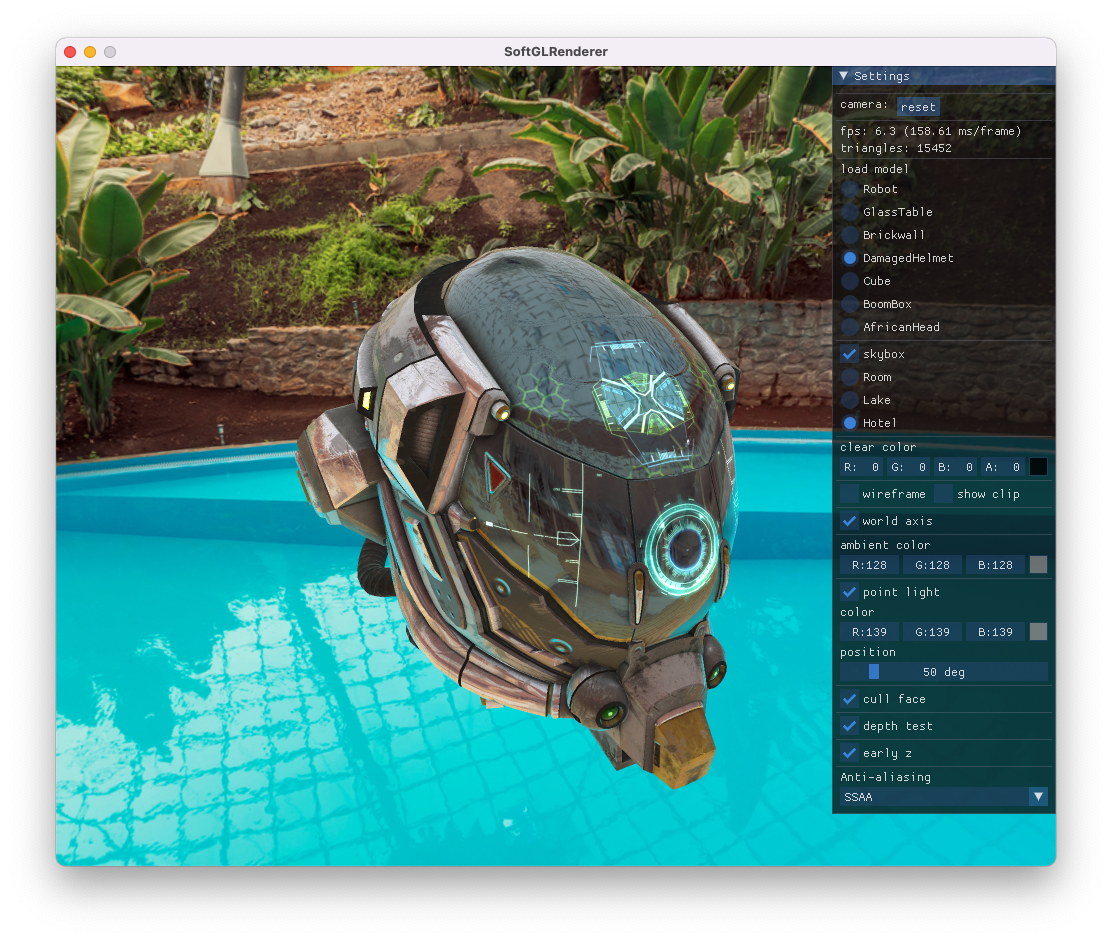 SoftGLRenderer
Settings
camera: reset
fps: 6.3 (158.61 ms/frame)
triangles: 15452
load model
Robot
GlassTable
Brickwall
DamagedHelmet
Cube
BoomBox
AfricanHead
skybox
Room
Lake
Hotel
clear color
R: 0 G: 0 B: 0 A: 0
wireframe show clip
world axis
ambient color
R:128 G:128 B:128
point light
color
R:139 G:139 B:139
position
50 deg
cull face
depth test
early z
Anti-aliasing
SSAA